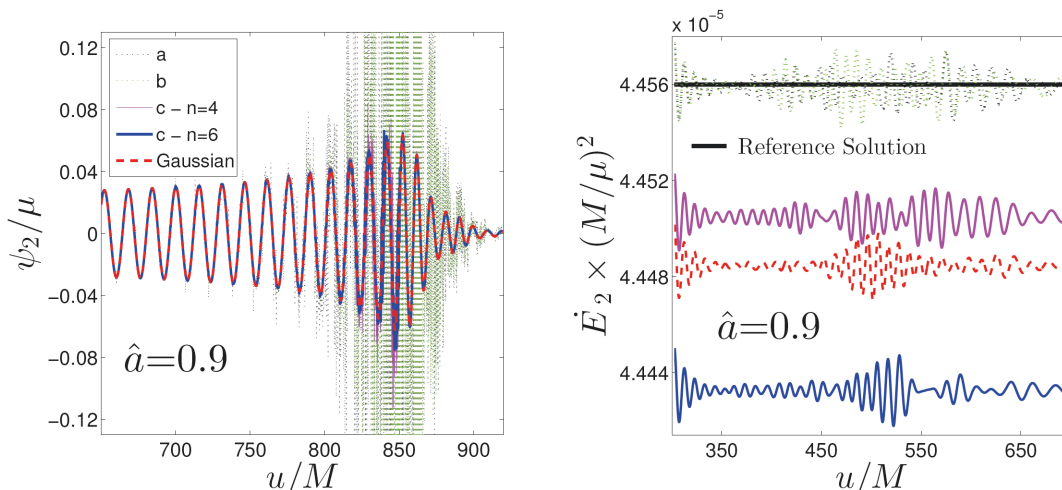 0.12
0.08
0.04
0
−0.04
−0.08
−0.12
ψ₂/μ
a
b
c − n=4
c − n=6
Gaussian
â=0.9
700
750
800
850
900
u/M
x 10⁻⁵
4.456
4.452
4.448
4.444
Ė₂ × (M/μ)²
Reference Solution
â=0.9
350
450
550
650
u/M